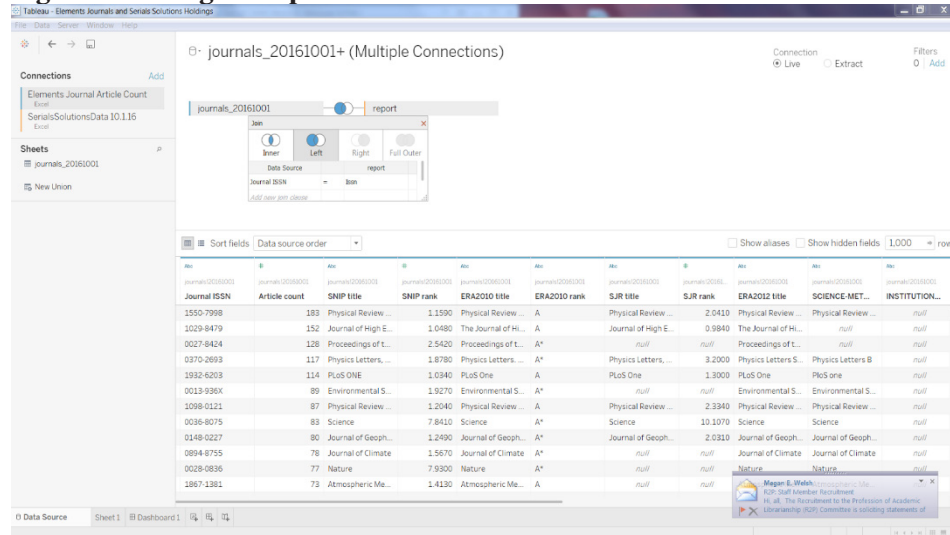 Tableau - Elements Journals and Serials Solutions Holdings
File Data Server Window Help
journals_20161001+ (Multiple Connections)
Connection
Live Extract
Filters
0 Add
Connections Add
Elements Journal Article Count
Excel
SerialsSolutionsData 10.1.16
Excel
Sheets
journals_20161001
New Union
journals_20161001 report
Join
Inner Left Right Full Outer
Data Source report
Journal ISSN = Issn
Add new join clause
Sort fields Data source order Show aliases Show hidden fields 1,000 row
Abc Abc Abc Abc Abc Abc Abc Abc
Journal ISSN Article count SNIP title SNIP rank ERA2010 title ERA2010 rank SJR title SJR rank ERA2012 title SCIENCE-MET... INSTITUTION...
1550-7998 183 Physical Review ... 1.1590 Physical Review ... A Physical Review ... 2.0410 Physical Review ... Physical Review ... null
1029-8479 152 Journal of High E... 1.0480 The Journal of Hi... A Journal of High E... 0.9840 The Journal of Hi... null null
0027-8424 128 Proceedings of t... 2.5420 Proceedings of t... A* null null Proceedings of t... null null
0370-2693 117 Physics Letters, ... 1.8780 Physics Letters. ... A* Physics Letters, ... 3.2000 Physics Letters S... Physics Letters B null
1932-6203 114 PLoS ONE 1.0340 PLoS One A PLoS One 1.3000 PLoS One PloS one null
0013-936X 89 Environmental S... 1.9270 Environmental S... A* null null Environmental S... Environmental S... null
1098-0121 87 Physical Review ... 1.2040 Physical Review ... A Physical Review ... 2.3340 Physical Review ... Physical Review ... null
0036-8075 83 Science 7.8410 Science A* Science 10.1070 Science Science null
0148-0227 80 Journal of Geoph... 1.2490 Journal of Geoph... A* Journal of Geoph... 2.0310 Journal of Geoph... Journal of Geoph... null
0894-8755 78 Journal of Climate 1.5670 Journal of Climate A* null null Journal of Climate Journal of Climate null
0028-0836 77 Nature 7.9300 Nature A* null null Nature Nature null
1867-1381 73 Atmospheric Me... 1.4130 Atmospheric Me... A null null
Megan E. Welsh
R2P: Staff Member Recruitment
Hi, all, The Recruitment to the Profession of Academic
Librarianship (R2P) Committee is soliciting statements of
Data Source Sheet 1 Dashboard 1